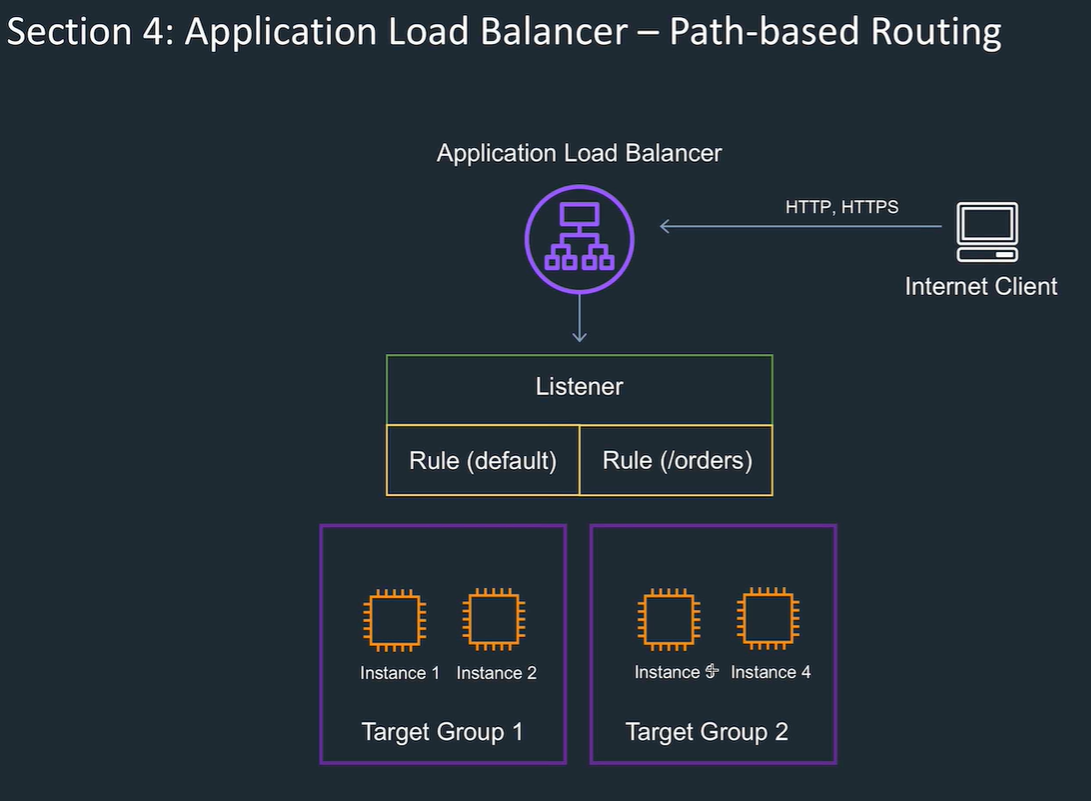 Section 4: Application Load Balancer – Path-based Routing
Application Load Balancer
HTTP, HTTPS
Internet Client
Listener
Rule (default) Rule (/orders)
Instance 1 Instance 2 Instance Instance 4
Target Group 1 Target Group 2